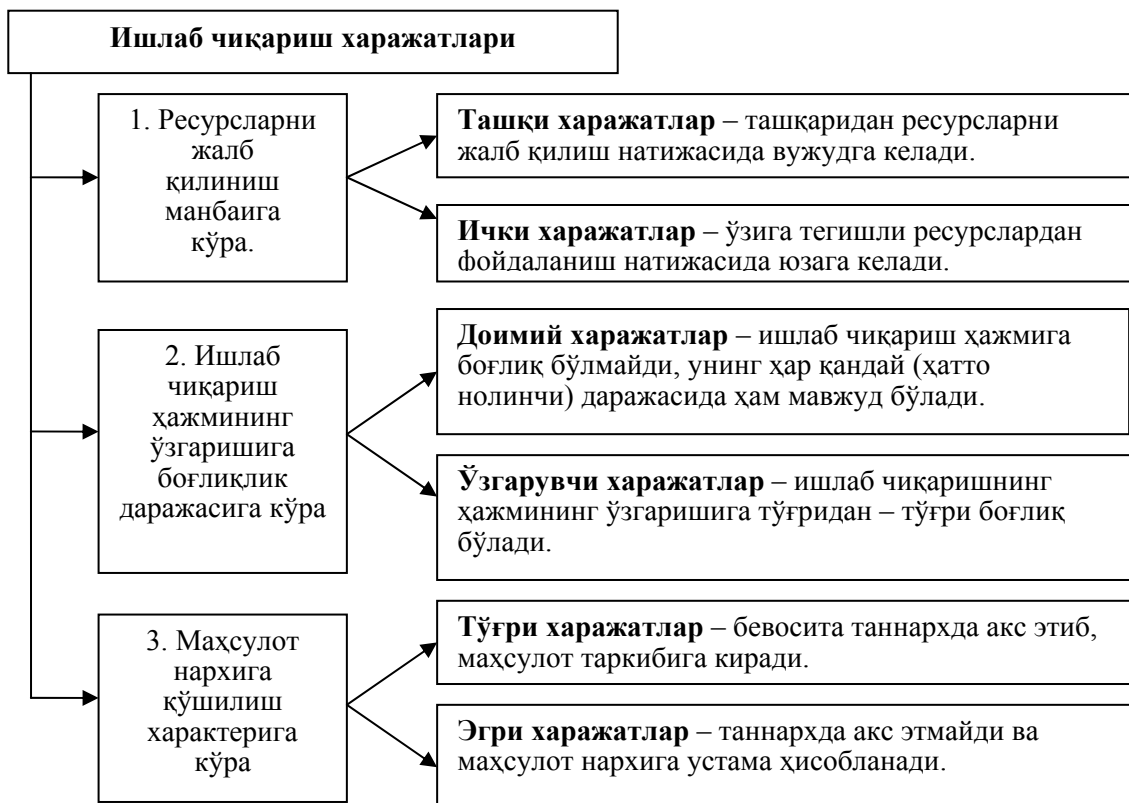 Ишлаб чиқариш харажатлари
1. Ресурсларни
жалб
қилиниш
манбаига
кўра.
Ташқи харажатлар – ташқаридан ресурсларни
жалб қилиш натижасида вужудга келади.
Ички харажатлар – ўзига тегишли ресурслардан
фойдаланиш натижасида юзага келади.
2. Ишлаб
чиқариш
ҳажмининг
ўзгаришига
боғлиқлик
даражасига кўра
Доимий харажатлар – ишлаб чиқариш ҳажмига
боғлиқ бўлмайди, унинг ҳар қандай (ҳатто
нолинчи) даражасида ҳам мавжуд бўлади.
Ўзгарувчи харажатлар – ишлаб чиқаришнинг
ҳажмининг ўзгаришига тўғридан – тўғри боғлиқ
бўлади.
3. Маҳсулот
нархига
қўшилиш
характерига
кўра
Тўғри харажатлар – бевосита таннархда акс этиб,
маҳсулот таркибига киради.
Эгри харажатлар – таннархда акс этмайди ва
маҳсулот нархига устама ҳисобланади.